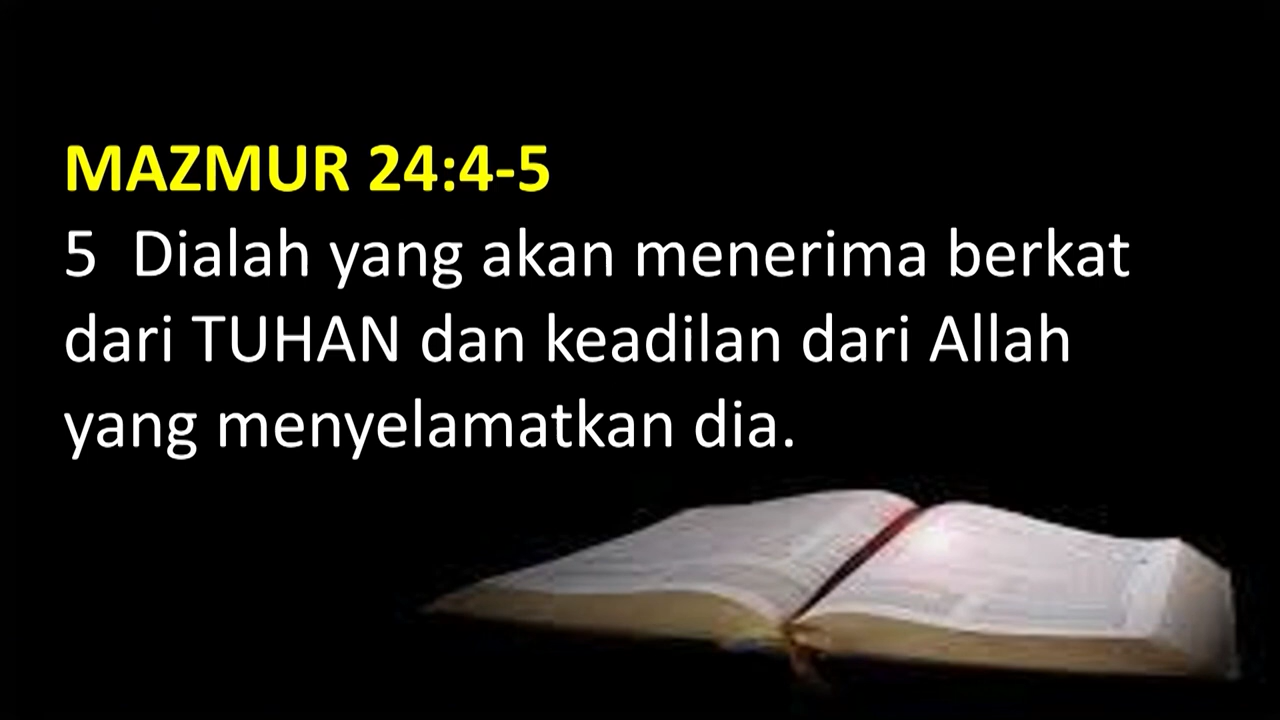 MAZMUR 24:4-5
5  Dialah yang akan menerima berkat
dari TUHAN dan keadilan dari Allah
yang menyelamatkan dia.